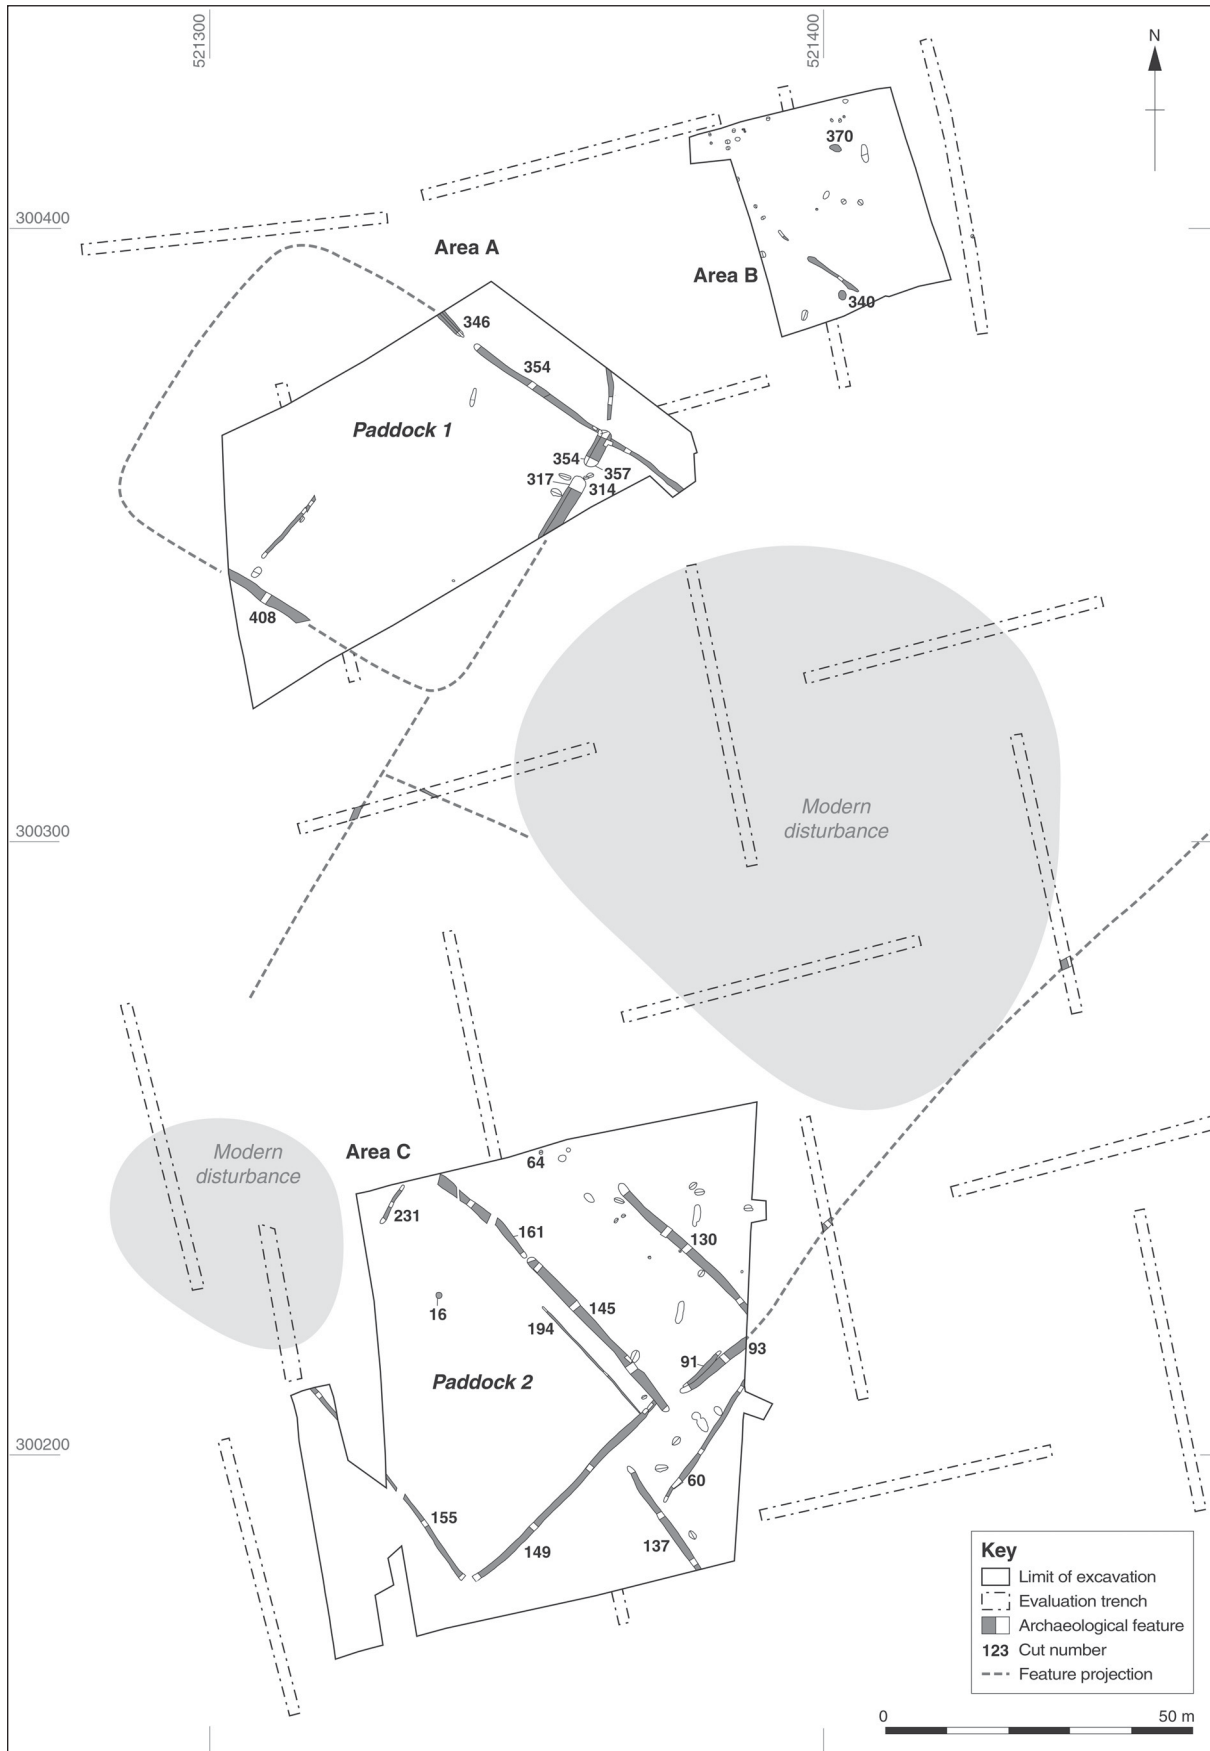 521300
521400
N
370
300400
Area A
Area B
340
346
354
Paddock 1
354
357
317
314
408
300300
Modern
disturbance
Modern
disturbance
Area C
64
231
161
130
16
145
194
93
91
Paddock 2
300200
60
155
149
137
Key
Limit of excavation
Evaluation trench
Archaeological feature
123 Cut number
Feature projection
0 50 m